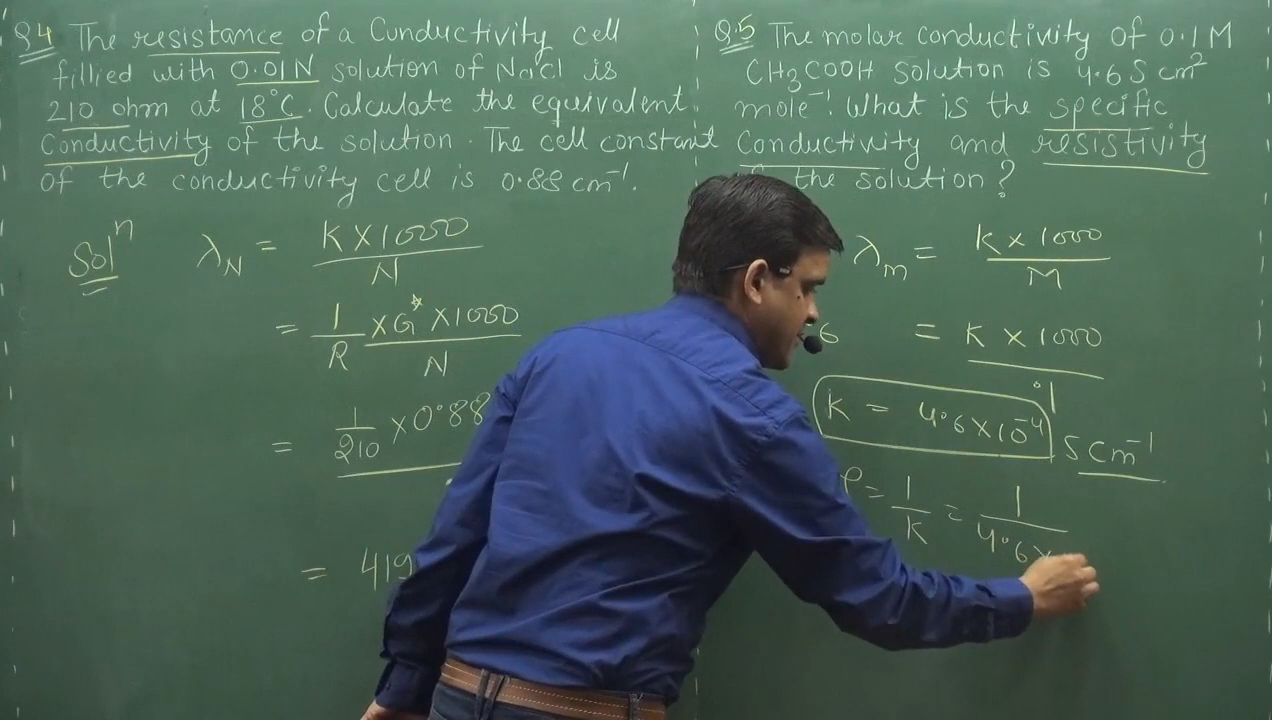 Q.4 The resistance of a Cunductivity cell
fillied with 0.01N solution of NaCl is
210 ohm at 18°C. Calculate the equivalent
Conductivity of the solution. The cell constant
of the conductivity cell is 0.88 cm⁻¹.
Solⁿ λN = K×1000
N
= 1 × G* × 1000
R N
= 1 × 0.88
210
= 419
Q.5 The molar conductivity of 0.1M
CH3COOH solution is 4.6 S cm²
mole⁻¹. What is the specific
Conductivity and resistivity
the solution?
λm = K × 1000
M
6 = K × 1000
.1
K = 4.6×10⁻⁴ S cm⁻¹
ρ = 1 = 1
K 4.6×